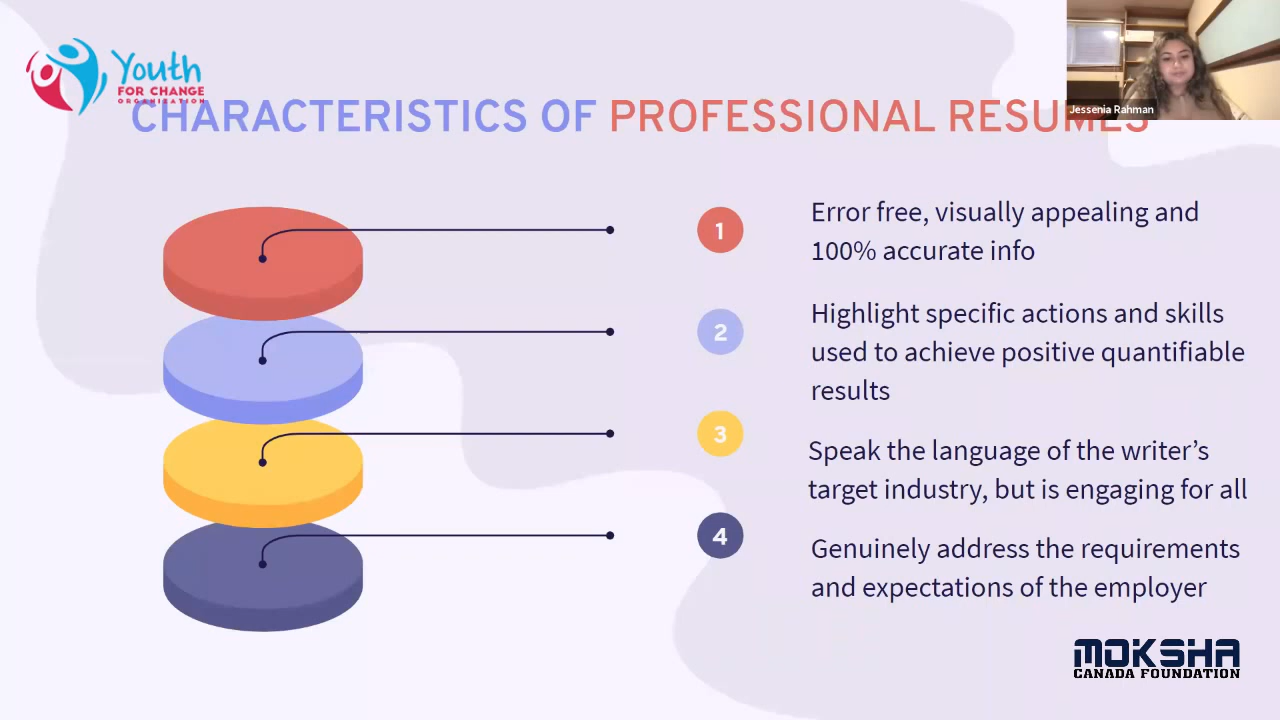 Youth
FOR CHANGE
ORGANIZATION
CHARACTERISTICS OF PROFESSIONAL RESUMES
Jessenia Rahman
1
Error free, visually appealing and
100% accurate info
2
Highlight specific actions and skills
used to achieve positive quantifiable
results
3
Speak the language of the writer’s
target industry, but is engaging for all
4
Genuinely address the requirements
and expectations of the employer
MOKSHA
CANADA FOUNDATION